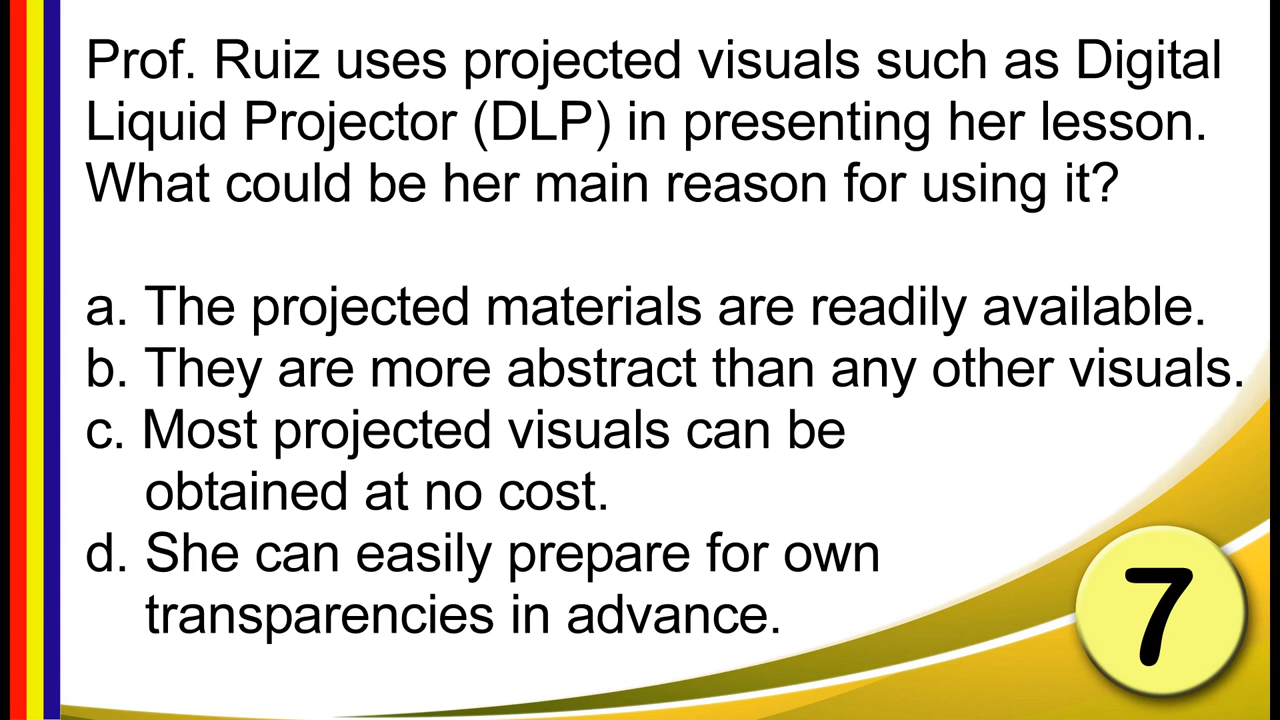 Prof. Ruiz uses projected visuals such as Digital
Liquid Projector (DLP) in presenting her lesson.
What could be her main reason for using it?
a. The projected materials are readily available.
b. They are more abstract than any other visuals.
c. Most projected visuals can be
obtained at no cost.
d. She can easily prepare for own
transparencies in advance.
7